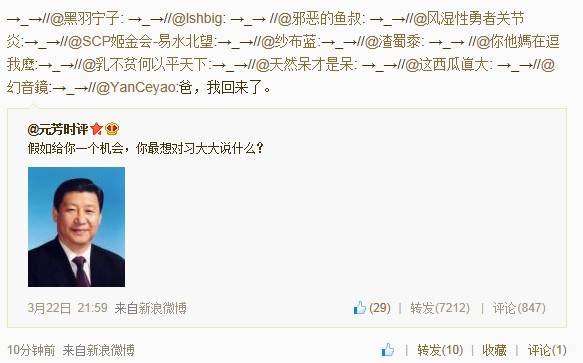 →_→//@黑羽宁子: →_→ //@lshbig: →_→ //@邪恶的鱼叔: →_→//@风湿性勇者关节
炎:→_→//@SCP姬金会-易水北望:→_→//@纱布蓝:→_→//@渣蜀黍: →_→ //@你他媽在逗
我麼:→_→//@乳不贫何以平天下:→_→//@天然呆才是呆: →_→//@这西瓜嵬大: →_→//@
幻音鏡:→_→//@YanCeyao:爸，我回来了。
@元芳时评
假如给你一个机会，你最想对习大大说什么？
3月22日 21:59 来自新浪微博
(29) | 转发(7212) | 评论(847)
10分钟前 来自新浪微博
| 转发(10) | 收藏 | 评论(1)